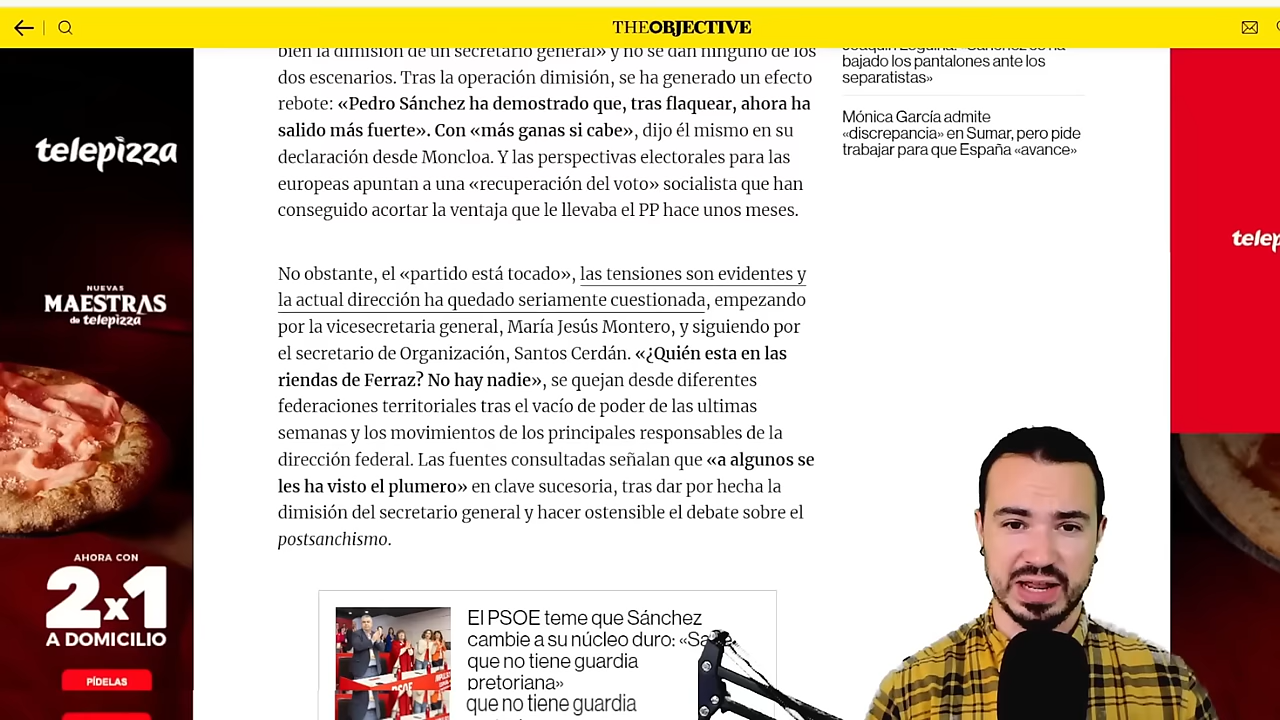 THEOBJECTIVE
bien la dimisión de un secretario general» y no se dan ninguno de los
dos escenarios. Tras la operación dimisión, se ha generado un efecto
rebote: «Pedro Sánchez ha demostrado que, tras flaquear, ahora ha
salido más fuerte». Con «más ganas si cabe», dijo él mismo en su
declaración desde Moncloa. Y las perspectivas electorales para las
europeas apuntan a una «recuperación del voto» socialista que han
conseguido acortar la ventaja que le llevaba el PP hace unos meses.
No obstante, el «partido está tocado», las tensiones son evidentes y
la actual dirección ha quedado seriamente cuestionada, empezando
por la vicesecretaria general, María Jesús Montero, y siguiendo por
el secretario de Organización, Santos Cerdán. «¿Quién esta en las
riendas de Ferraz? No hay nadie», se quejan desde diferentes
federaciones territoriales tras el vacío de poder de las ultimas
semanas y los movimientos de los principales responsables de la
dirección federal. Las fuentes consultadas señalan que «a algunos se
les ha visto el plumero» en clave sucesoria, tras dar por hecha la
dimisión del secretario general y hacer ostensible el debate sobre el
postsanchismo.
El PSOE teme que Sánchez
cambie a su núcleo duro:
que no tiene guardia
pretoriana»
que no tiene guardia
PSOE
bajado los pantalones ante los
separatistas»
Mónica García admite
«discrepancia» en Sumar, pero pide
trabajar para que España «avance»
telepizza
NUEVAS
MAESTRAS
de telepizza
AHORA CON
2x1
A DOMICILIO
PÍDELAS
telep